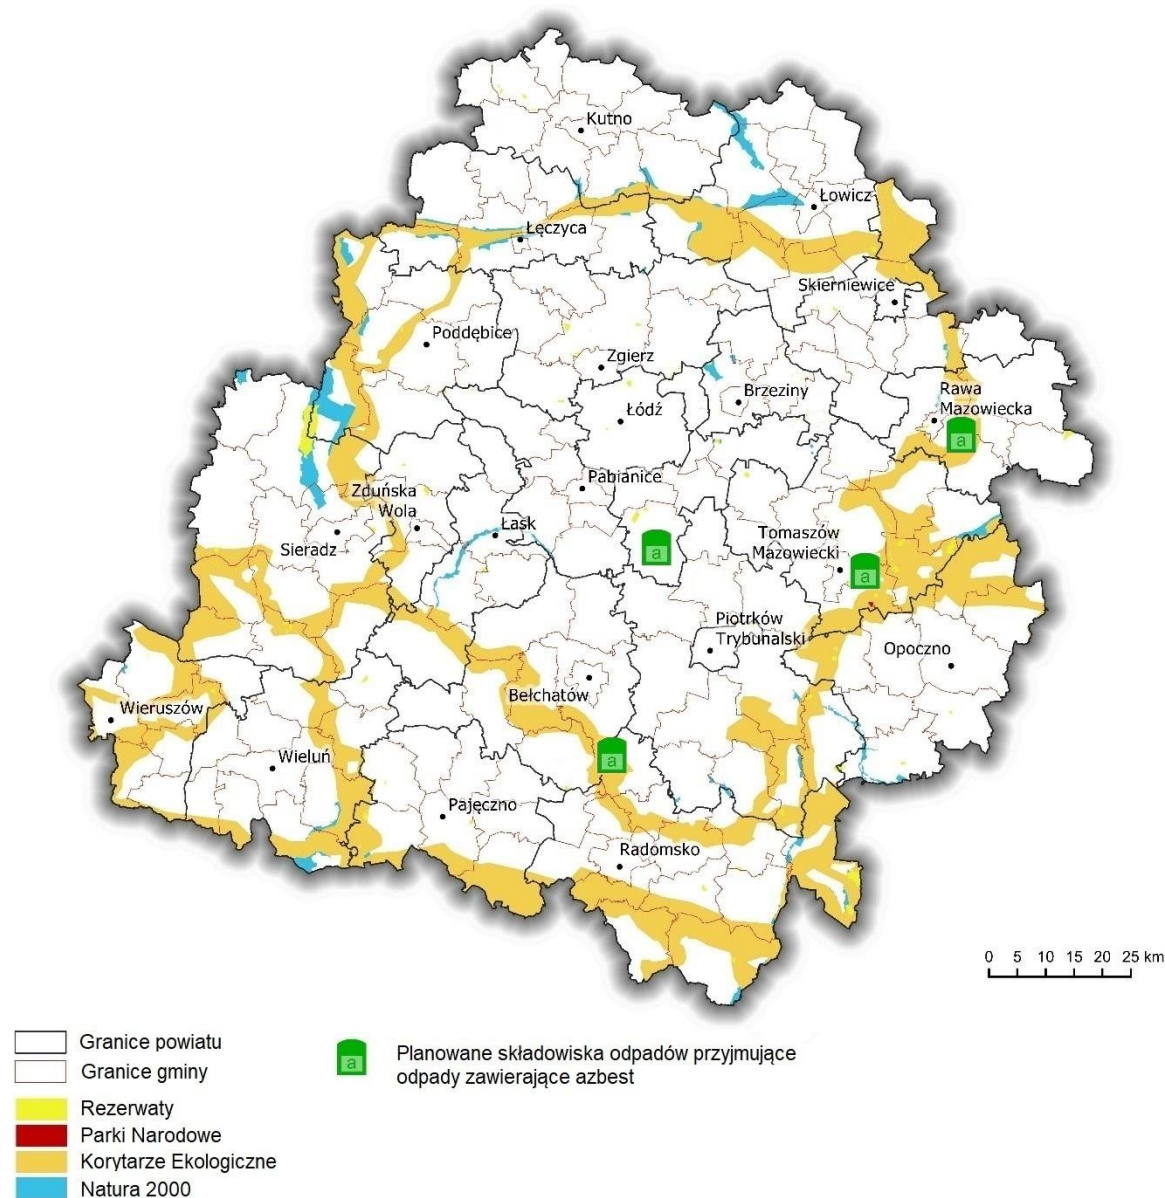 Kutno
Łowicz
Łęczyca
Skierniewice
Poddębice
Zgierz
Brzeziny
Rawa
Mazowiecka
Łódź
a
Pabianice
Zduńska
Wola
Łask
Sieradz
a
Tomaszów
Mazowiecki
a
Piotrków
Trybunalski
Opoczno
Bełchatów
Wieruszów
a
Wieluń
Pajęczno
Radomsko
0 5 10 15 20 25 km
Granice powiatu
Granice gminy
Rezerwaty
Parki Narodowe
Korytarze Ekologiczne
Natura 2000
a
Planowane składowiska odpadów przyjmujące
odpady zawierające azbest